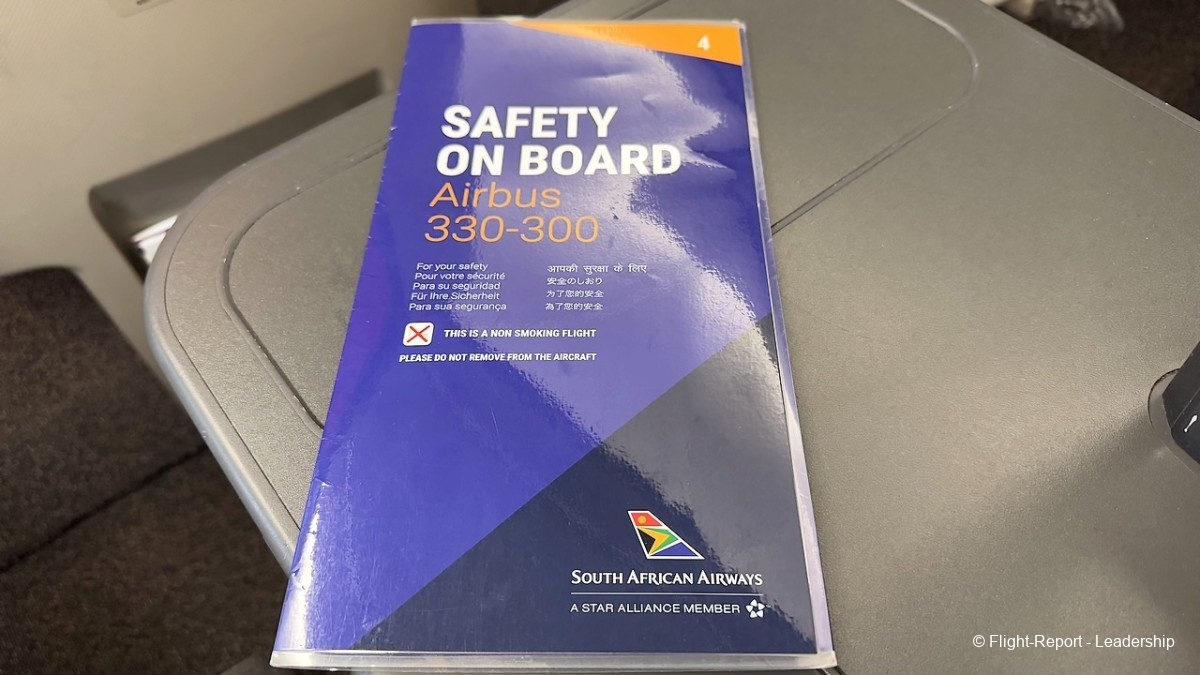 4
SAFETY
ON BOARD
Airbus
330-300
For your safety
Pour votre sécurité
Para su seguridad
Für Ihre Sicherheit
Para sua segurança
आपकी सुरक्षा के लिए
安全のしおり
为了您的安全
為了您的安全
THIS IS A NON SMOKING FLIGHT
PLEASE DO NOT REMOVE FROM THE AIRCRAFT
SOUTH AFRICAN AIRWAYS
A STAR ALLIANCE MEMBER
© Flight-Report - Leadership